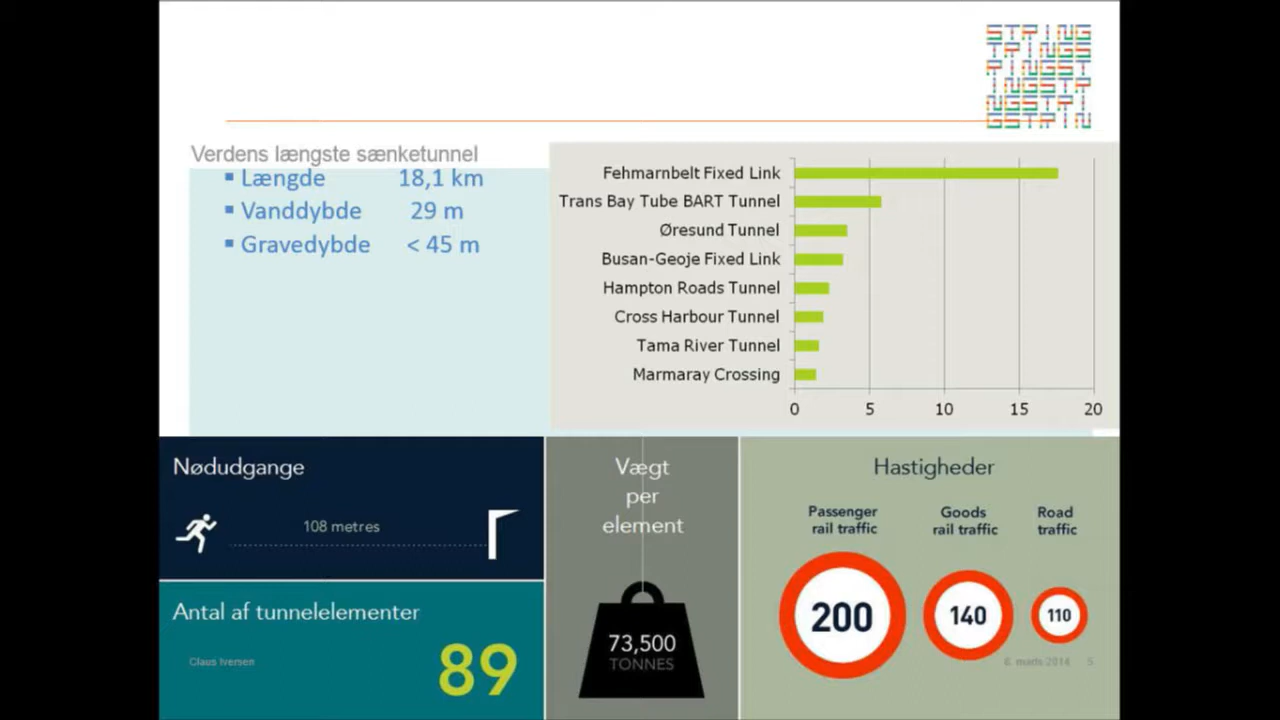 STRING
TRINGS
RINGST
INGSTR
NGSTRI
GSTRIN
Verdens længste sænketunnel
▪ Længde 18,1 km
▪ Vanddybde 29 m
▪ Gravedybde < 45 m
Fehmarnbelt Fixed Link
Trans Bay Tube BART Tunnel
Øresund Tunnel
Busan-Geoje Fixed Link
Hampton Roads Tunnel
Cross Harbour Tunnel
Tama River Tunnel
Marmaray Crossing
0 5 10 15 20
Nødudgange
108 metres
Antal af tunnelelementer
89
Claus Iversen
Vægt
per
element
73,500
TONNES
Hastigheder
Passenger
rail traffic
Goods
rail traffic
Road
traffic
200 140 110
6. marts 2014 5